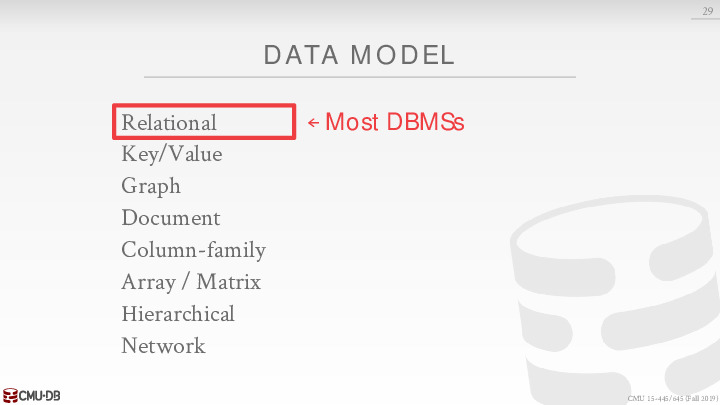 29
DATA MODEL
Relational
← Most DBMSs
Key/Value
Graph
Document
Column-family
Array / Matrix
Hierarchical
Network
CMU·DB
CMU 15-445/645 (Fall 2019)